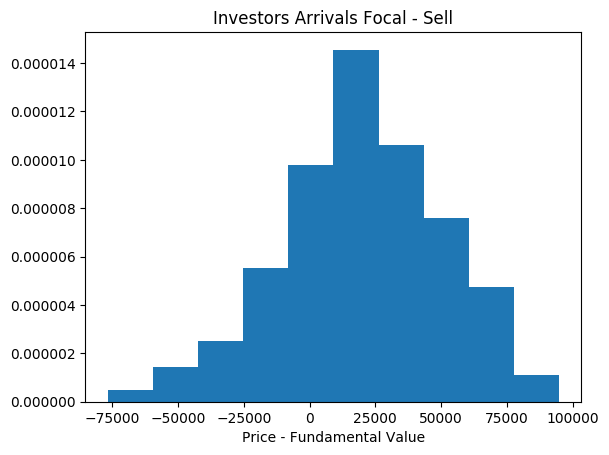 Investors Arrivals Focal - Sell
0.000014
0.000012
0.000010
0.000008
0.000006
0.000004
0.000002
0.000000
−75000 −50000 −25000 0 25000 50000 75000 100000
Price - Fundamental Value